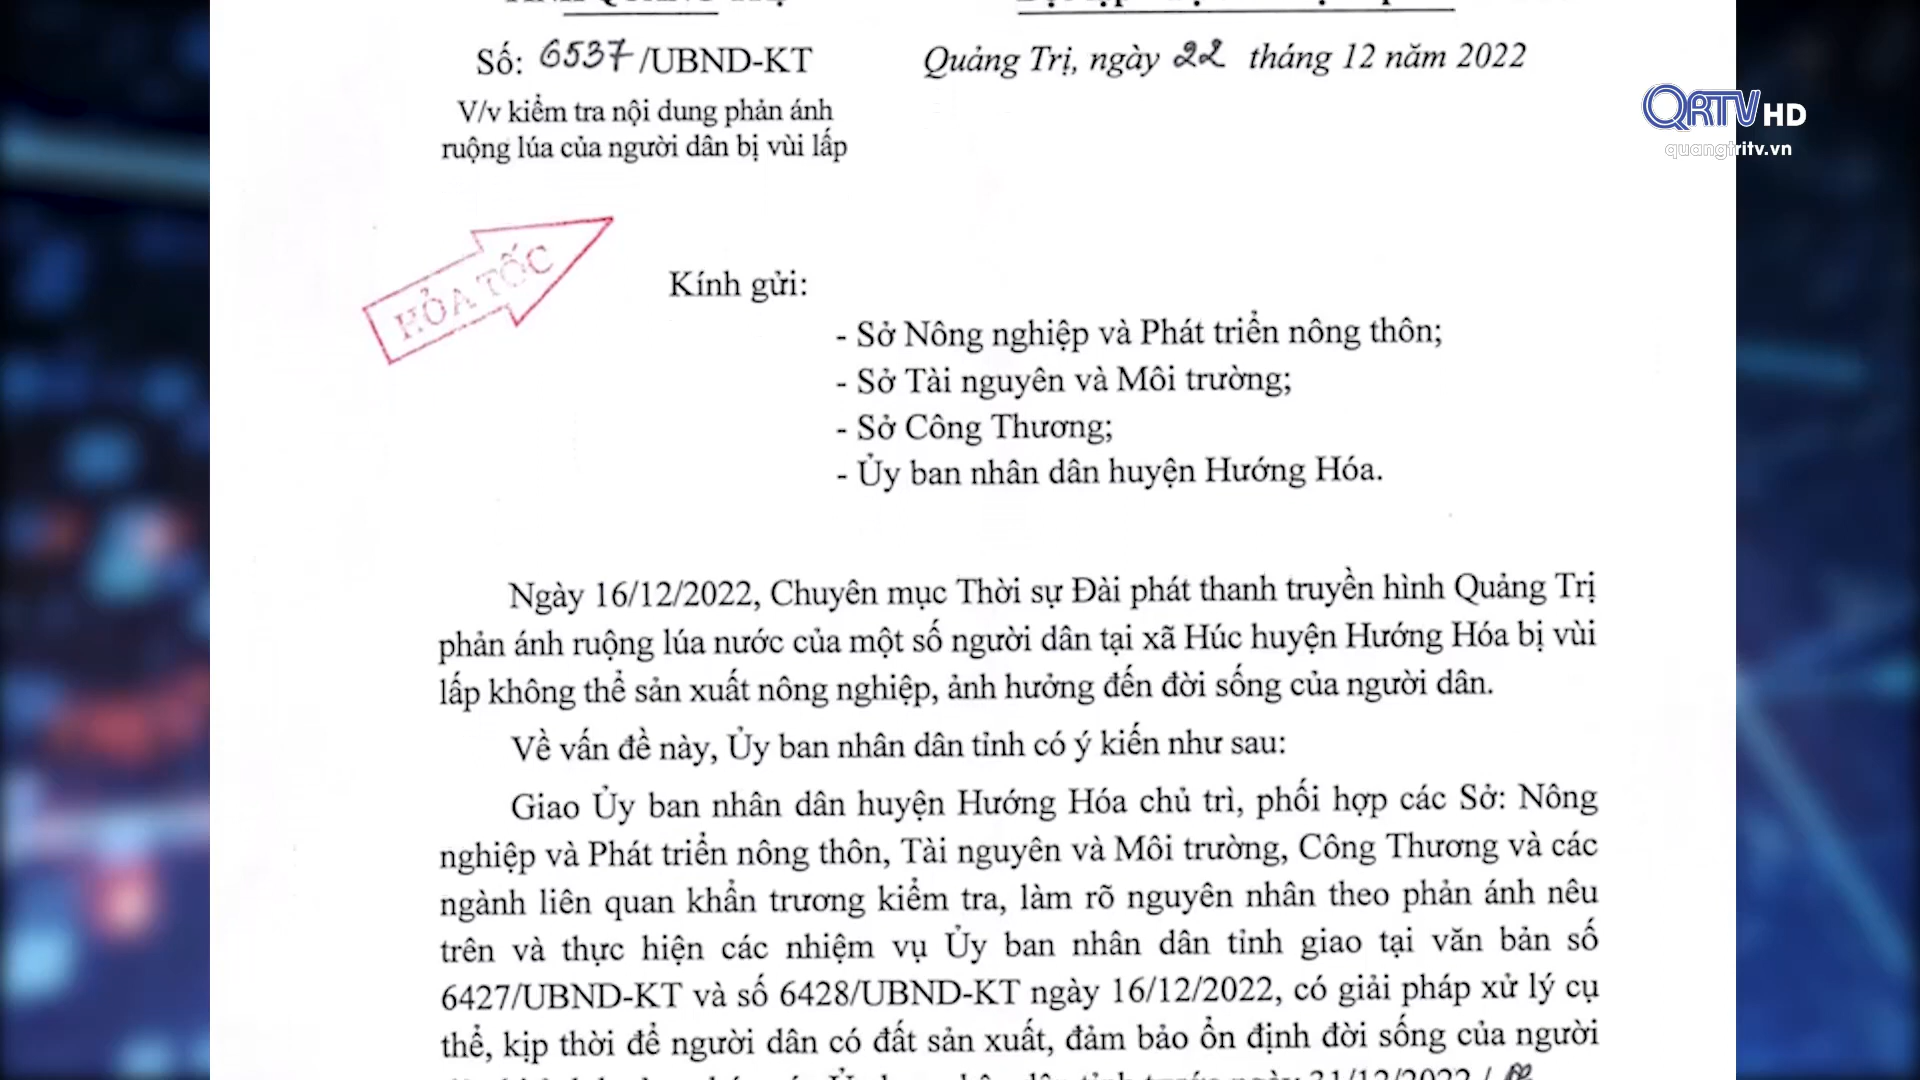 Số: 6537/UBND-KT
Quảng Trị, ngày 22 tháng 12 năm 2022
V/v kiểm tra nội dung phản ánh
ruộng lúa của người dân bị vùi lấp
QRTV HD
quangtritv.vn
HỎA TỐC
Kính gửi:
- Sở Nông nghiệp và Phát triển nông thôn;
- Sở Tài nguyên và Môi trường;
- Sở Công Thương;
- Ủy ban nhân dân huyện Hướng Hóa.
Ngày 16/12/2022, Chuyên mục Thời sự Đài phát thanh truyền hình Quảng Trị
phản ánh ruộng lúa nước của một số người dân tại xã Húc huyện Hướng Hóa bị vùi
lấp không thể sản xuất nông nghiệp, ảnh hưởng đến đời sống của người dân.
Về vấn đề này, Ủy ban nhân dân tỉnh có ý kiến như sau:
Giao Ủy ban nhân dân huyện Hướng Hóa chủ trì, phối hợp các Sở: Nông
nghiệp và Phát triển nông thôn, Tài nguyên và Môi trường, Công Thương và các
ngành liên quan khẩn trương kiểm tra, làm rõ nguyên nhân theo phản ánh nêu
trên và thực hiện các nhiệm vụ Ủy ban nhân dân tỉnh giao tại văn bản số
6427/UBND-KT và số 6428/UBND-KT ngày 16/12/2022, có giải pháp xử lý cụ
thể, kịp thời để người dân có đất sản xuất, đảm bảo ổn định đời sống của người
31/12/2022